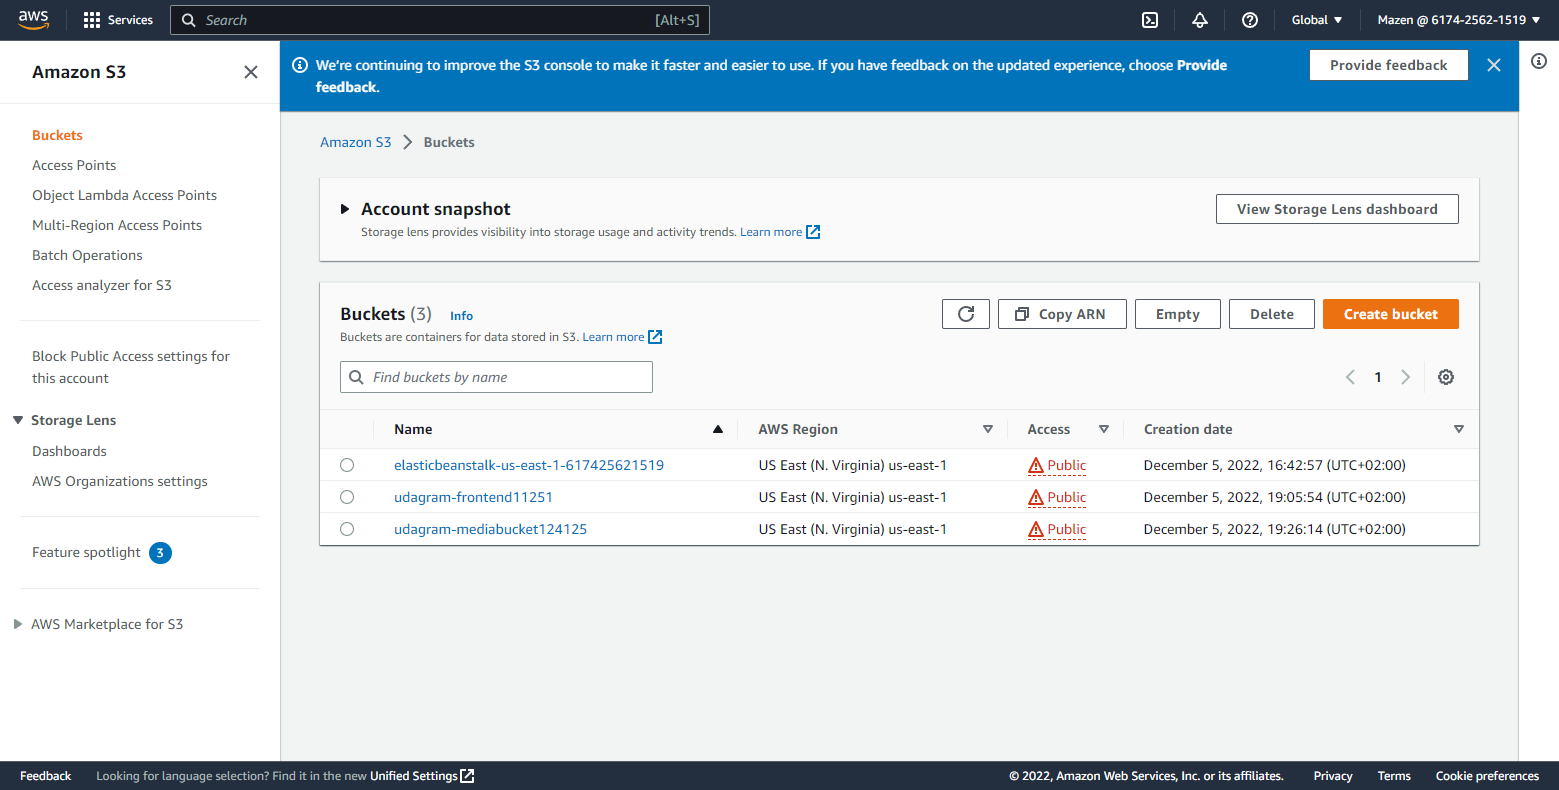 aws
Services
Search
[Alt+S]
Global
Mazen @ 6174-2562-1519
Amazon S3
Buckets
Access Points
Object Lambda Access Points
Multi-Region Access Points
Batch Operations
Access analyzer for S3
Block Public Access settings for
this account
Storage Lens
Dashboards
AWS Organizations settings
Feature spotlight 3
AWS Marketplace for S3
We're continuing to improve the S3 console to make it faster and easier to use. If you have feedback on the updated experience, choose Provide
feedback.
Provide feedback
Amazon S3 Buckets
Account snapshot
Storage lens provides visibility into storage usage and activity trends. Learn more
View Storage Lens dashboard
Buckets (3) Info
Buckets are containers for data stored in S3. Learn more
Copy ARN
Empty
Delete
Create bucket
Find buckets by name
1
Name AWS Region Access Creation date
elasticbeanstalk-us-east-1-617425621519 US East (N. Virginia) us-east-1 Public December 5, 2022, 16:42:57 (UTC+02:00)
udagram-frontend11251 US East (N. Virginia) us-east-1 Public December 5, 2022, 19:05:54 (UTC+02:00)
udagram-mediabucket124125 US East (N. Virginia) us-east-1 Public December 5, 2022, 19:26:14 (UTC+02:00)
Feedback Looking for language selection? Find it in the new Unified Settings © 2022, Amazon Web Services, Inc. or its affiliates. Privacy Terms Cookie preferences